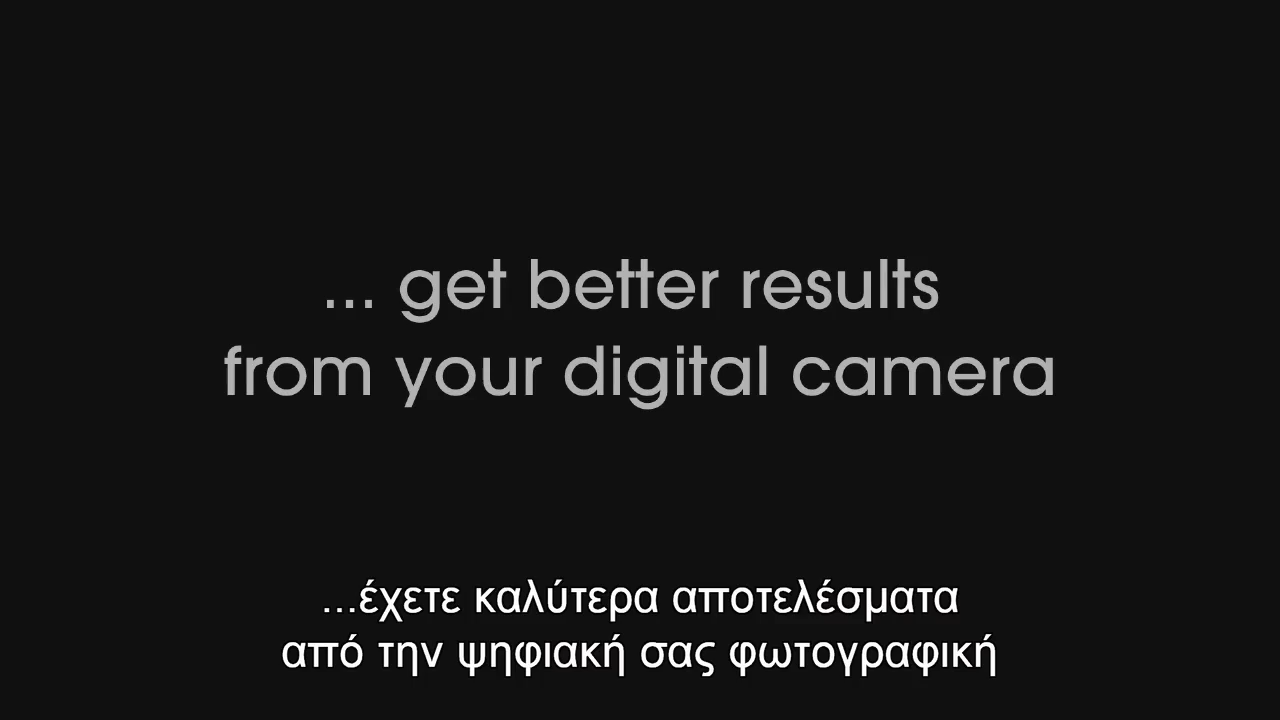 ... get better results
from your digital camera
...έχετε καλύτερα αποτελέσματα
από την ψηφιακή σας φωτογραφική